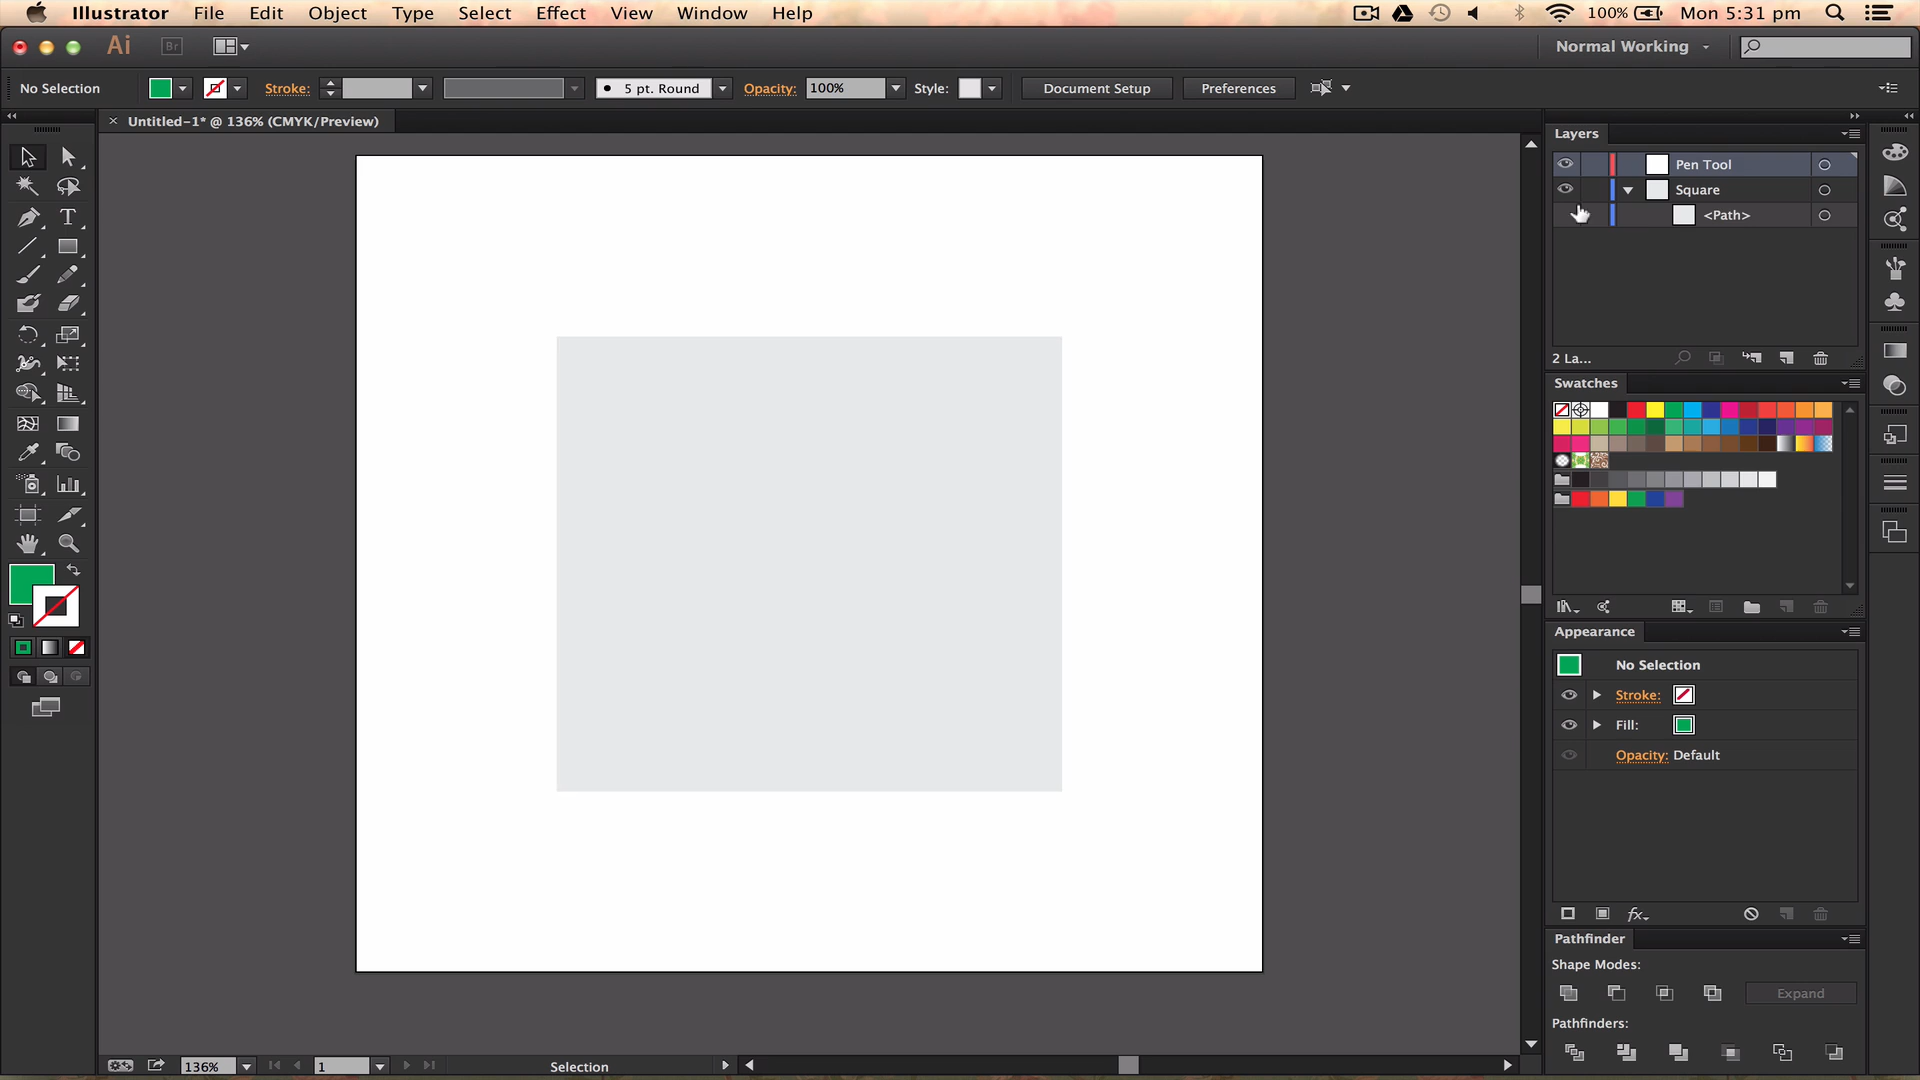 Illustrator File Edit Object Type Select Effect View Window Help 100% Mon 5:31 pm
Ai Br Normal Working
No Selection Stroke: 5 pt. Round Opacity: 100% Style: Document Setup Preferences
× Untitled-1* @ 136% (CMYK/Preview)
Layers
Pen Tool
Square
<Path>
2 La...
Swatches
Appearance
No Selection
Stroke:
Fill:
Opacity: Default
fx
Pathfinder
Shape Modes:
Expand
Pathfinders:
136% 1 Selection